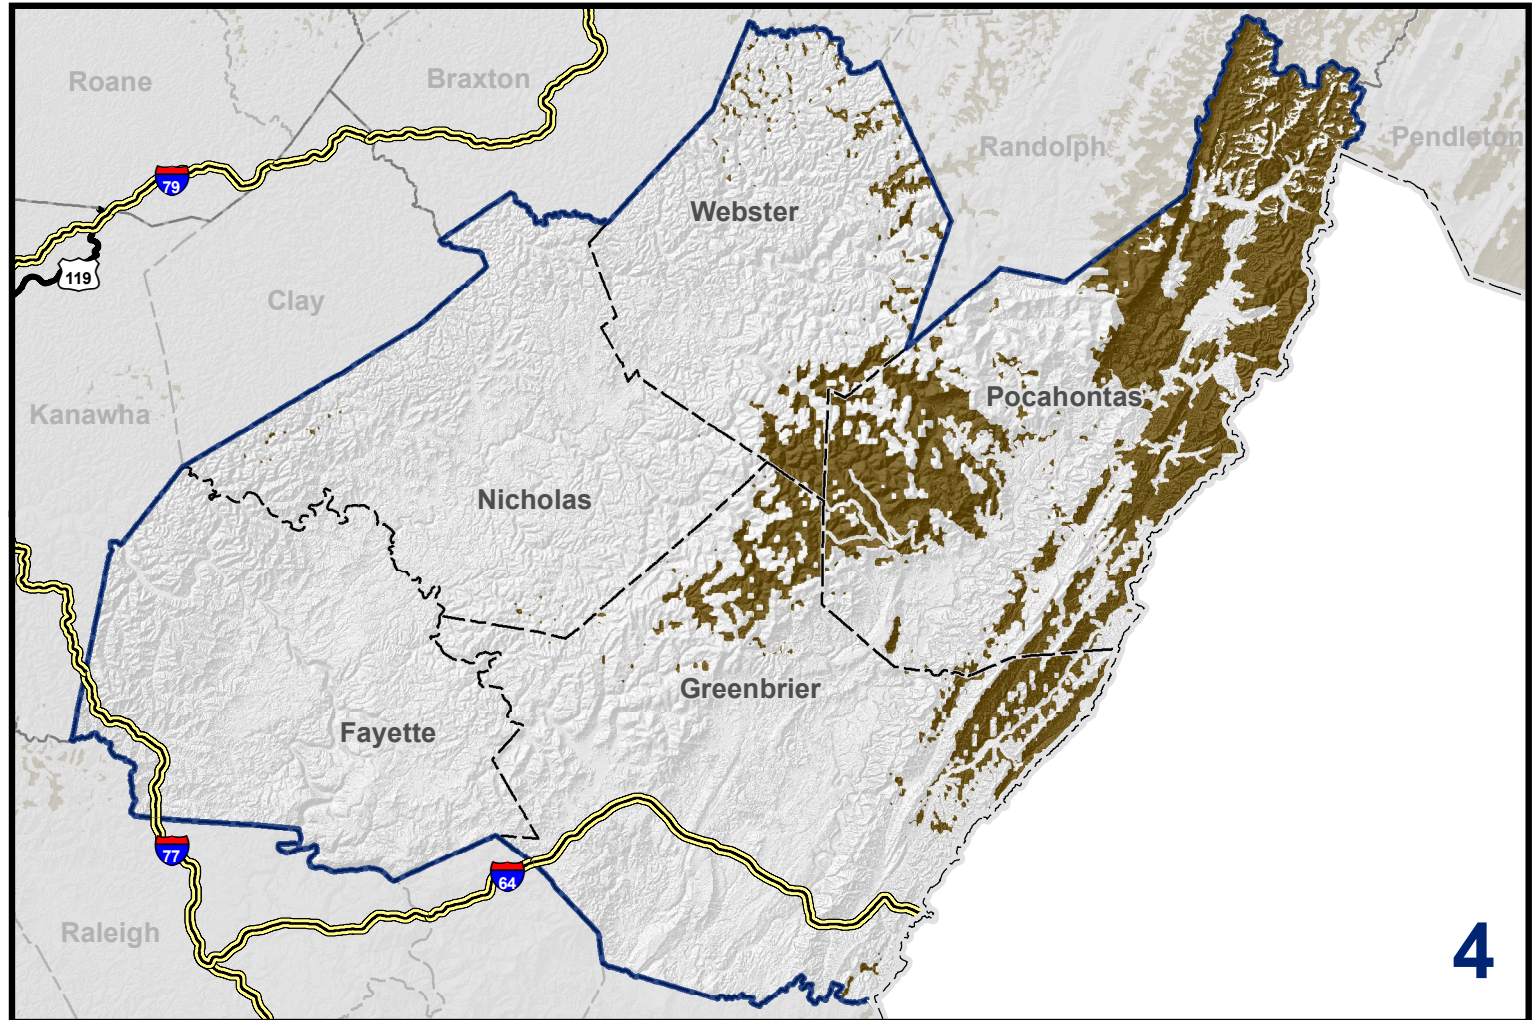 Roane
Braxton
Randolph
Pendleton
79
Webster
119
Clay
Kanawha
Pocahontas
Nicholas
Greenbrier
Fayette
77
64
Raleigh
4